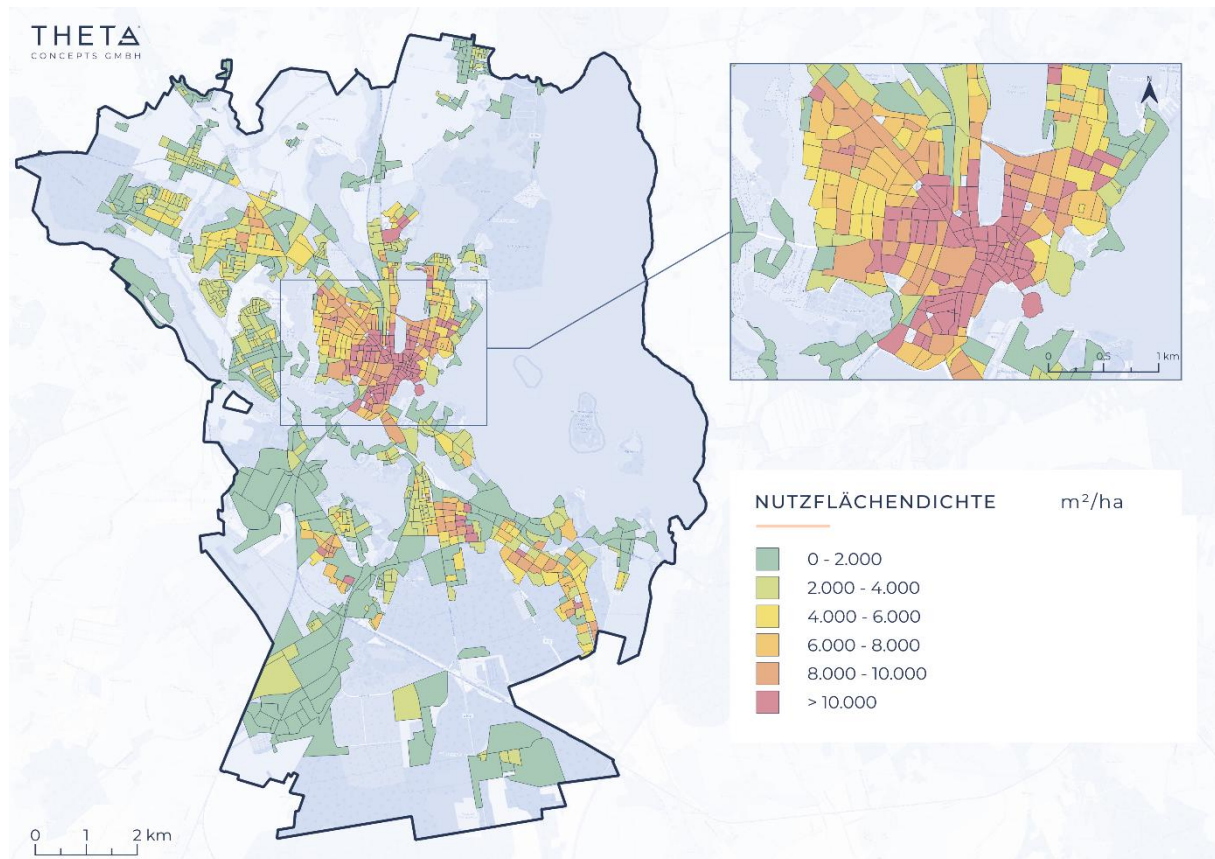 THETA
CONCEPTS GMBH
N
0 0,5 1 km
NUTZFLÄCHENDICHTE m²/ha
0 - 2.000
2.000 - 4.000
4.000 - 6.000
6.000 - 8.000
8.000 - 10.000
> 10.000
0 1 2 km